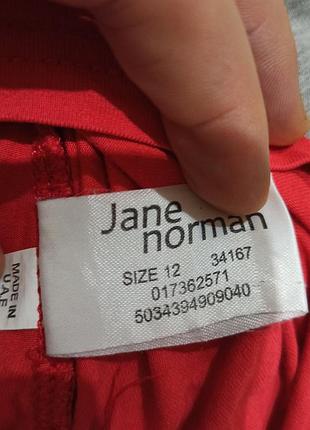 Jane
norman
SIZE 12 34167
017362571
5034394909040
MADE IN
U.A.E